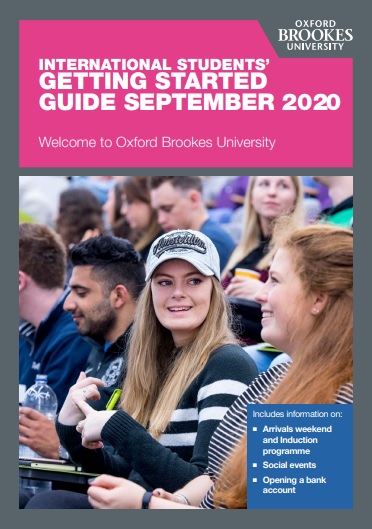 OXFORD
BROOKES
UNIVERSITY
INTERNATIONAL STUDENTS'
GETTING STARTED
GUIDE SEPTEMBER 2020
Welcome to Oxford Brookes University
Includes information on:
▪ Arrivals weekend
and Induction
programme
▪ Social events
▪ Opening a bank
account